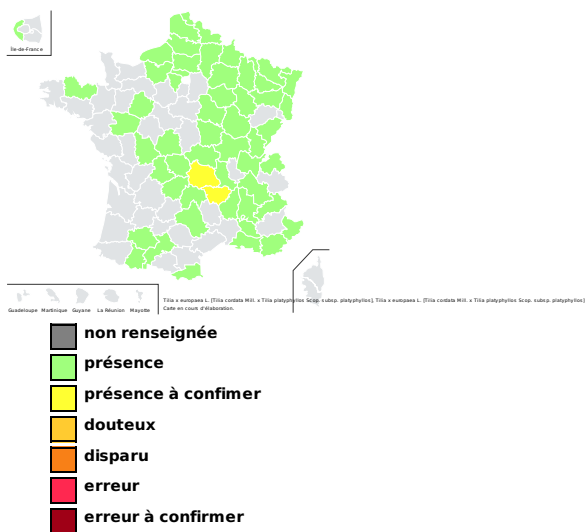 Île-de-France
Guadeloupe Martinique Guyane La Réunion Mayotte
Tilia x europaea L. [Tilia cordata Mill. x Tilia platyphyllos Scop. subsp. platyphyllos], Tilia x europaea L. [Tilia cordata Mill. x Tilia platyphyllos Scop. subsp. platyphyllos]
Carte en cours d'élaboration.
non renseignée
présence
présence à confimer
douteux
disparu
erreur
erreur à confirmer